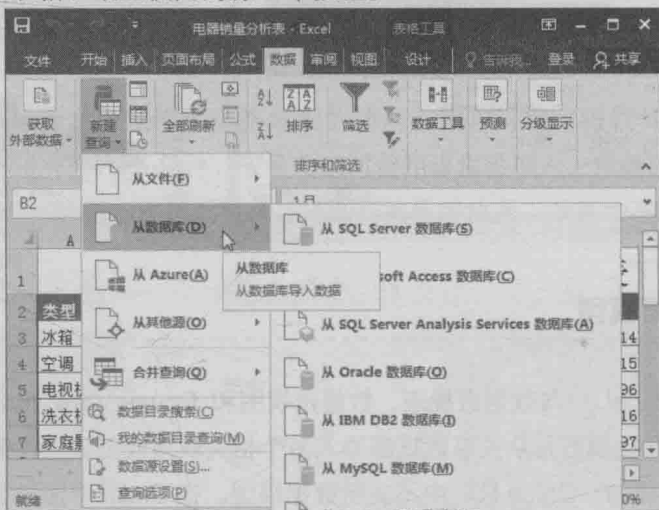 电器销量分析表 - Excel 表格工具
文件 开始 插入 页面布局 公式 数据 审阅 视图 设计 告诉我... 登录 共享
获取
外部数据
新建
查询
全部刷新
排序
筛选
数据工具
预测
分级显示
排序和筛选
B2
1月
从文件(F)
从数据库(D)
从 Azure(A)
从其他源(O)
合并查询(Q)
数据目录搜索(C)
我的数据目录查询(M)
数据源设置(S)...
查询选项(P)
从数据库
从数据库导入数据
从 SQL Server 数据库(S)
soft Access 数据库(C)
从 SQL Server Analysis Services 数据库(A)
从 Oracle 数据库(O)
从 IBM DB2 数据库(I)
从 MySQL 数据库(M)
A
1
2 类型
3 冰箱 14
4 空调 15
5 电视机 96
6 洗衣机 16
7 家庭 97
就绪 0%